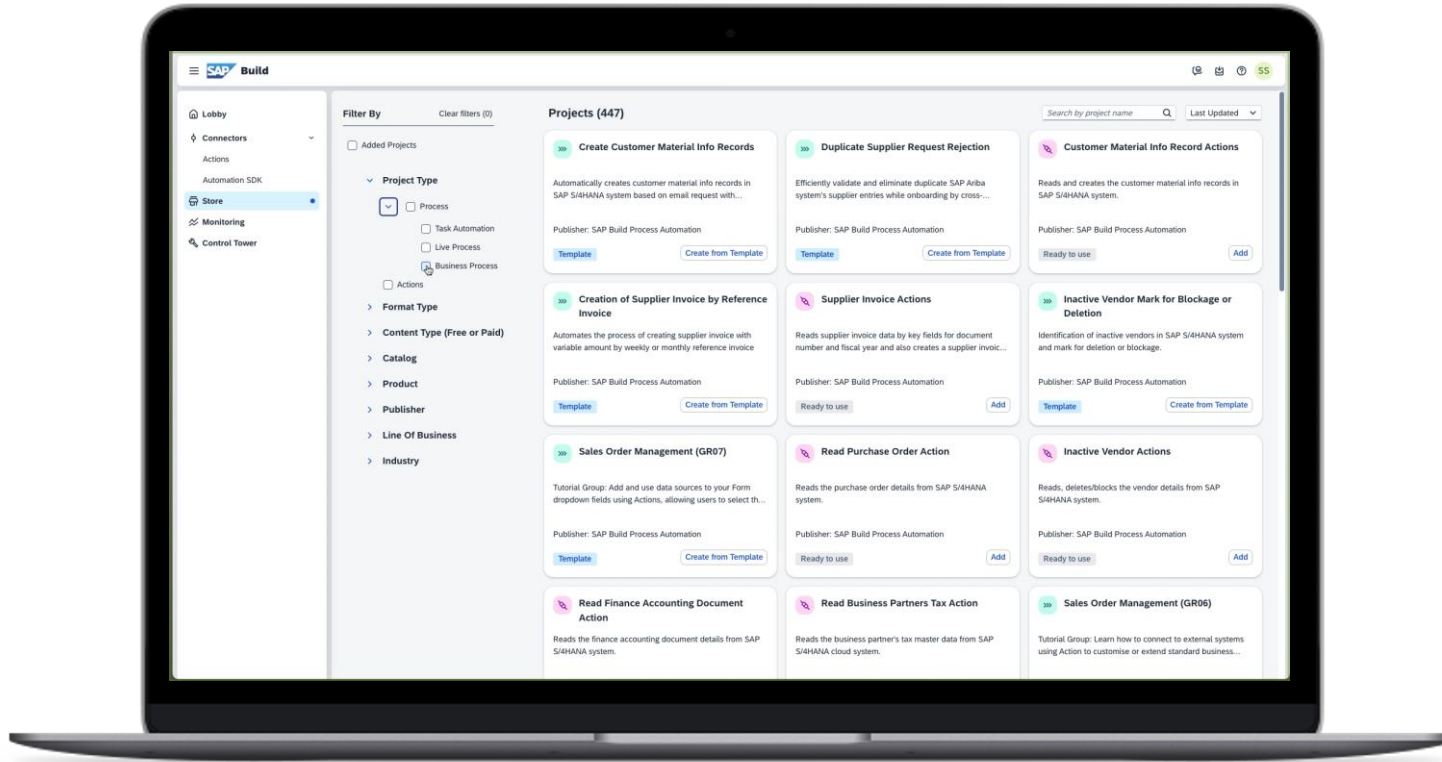 SAP Build
SS
Lobby
Connectors
Actions
Automation SDK
Store
Monitoring
Control Tower
Filter By
Clear filters (0)
Added Projects
Project Type
Process
Task Automation
Live Process
Business Process
Actions
Format Type
Content Type (Free or Paid)
Catalog
Product
Publisher
Line Of Business
Industry
Projects (447)
Search by project name
Last Updated
Create Customer Material Info Records
Automatically creates customer material info records in
SAP S/4HANA system based on email request with...
Publisher: SAP Build Process Automation
Template
Create from Template
Duplicate Supplier Request Rejection
Efficiently validate and eliminate duplicate SAP Ariba
system's supplier entries while onboarding by cross-...
Publisher: SAP Build Process Automation
Template
Create from Template
Customer Material Info Record Actions
Reads and creates the customer material info records in
SAP S/4HANA system.
Publisher: SAP Build Process Automation
Ready to use
Add
Creation of Supplier Invoice by Reference
Invoice
Automates the process of creating supplier invoice with
variable amount by weekly or monthly reference invoice
Publisher: SAP Build Process Automation
Template
Create from Template
Supplier Invoice Actions
Reads supplier invoice data by key fields for document
number and fiscal year and also creates a supplier invoic...
Publisher: SAP Build Process Automation
Ready to use
Add
Inactive Vendor Mark for Blockage or
Deletion
Identification of inactive vendors in SAP S/4HANA system
and mark for deletion or blockage.
Publisher: SAP Build Process Automation
Template
Create from Template
Sales Order Management (GR07)
Tutorial Group: Add and use data sources to your Form
dropdown fields using Actions, allowing users to select th...
Publisher: SAP Build Process Automation
Template
Create from Template
Read Purchase Order Action
Reads the purchase order details from SAP S/4HANA
system.
Publisher: SAP Build Process Automation
Ready to use
Add
Inactive Vendor Actions
Reads, deletes/blocks the vendor details from SAP
S/4HANA system.
Publisher: SAP Build Process Automation
Ready to use
Add
Read Finance Accounting Document
Action
Reads the finance accounting document details from SAP
S/4HANA system.
Read Business Partners Tax Action
Reads the business partner's tax master data from SAP
S/4HANA cloud system.
Sales Order Management (GR06)
Tutorial Group: Learn how to connect to external systems
using Action to customise or extend standard business...